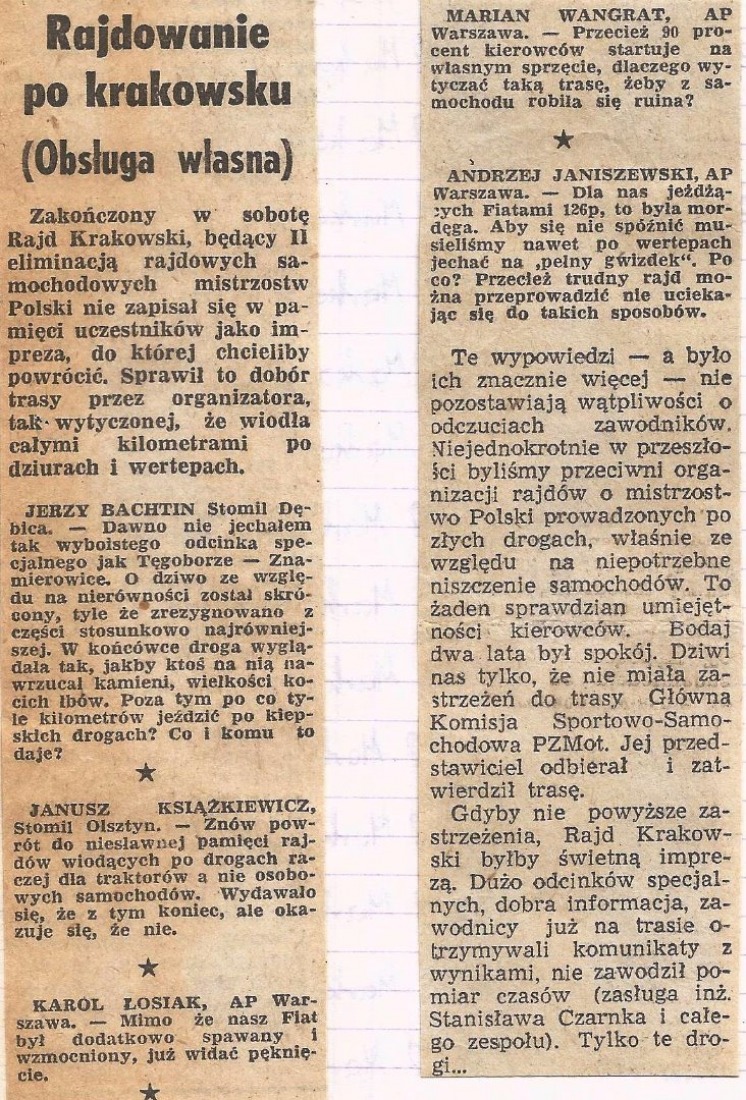 Rajdowanie
po krakowsku
(Obsługa własna)
Zakończony w sobotę
Rajd Krakowski, będący II
eliminacją rajdowych sa-
mochodowych mistrzostw
Polski nie zapisał się w pa-
mięci uczestników jako im-
preza, do której chcieliby
powrócić. Sprawił to dobór
trasy przez organizatora,
tak wytyczonej, że wiodła
całymi kilometrami po
dziurach i wertepach.
JERZY BACHTIN Stomil Dę-
bica. — Dawno nie jechałem
tak wyboistego odcinka spe-
cjalnego jak Tęgoborze — Zna-
mierowice. O dziwo ze wzglę-
du na nierówności został skró-
cony, tyle że zrezygnowano z
części stosunkowo najrówniej-
szej. W końcówce droga wyglą-
dała tak, jakby ktoś na nią na-
wrzucał kamieni, wielkości ko-
cich łbów. Poza tym po co ty-
le kilometrów jeździć po kiep-
skich drogach? Co i komu to
daje?
★
JANUSZ KSIĄŻKIEWICZ,
Stomil Olsztyn. — Znów pow-
rót do niesławnej pamięci raj-
dów wiodących po drogach ra-
czej dla traktorów a nie osobo-
wych samochodów. Wydawało
się, że z tym koniec, ale oka-
zuje się, że nie.
★
KAROL ŁOSIAK, AP War-
szawa. — Mimo że nasz Fiat
był dodatkowo spawany i
wzmocniony, już widać pęknię-
cie.
★
MARIAN WANGRAT, AP
Warszawa. — Przecież 90 pro-
cent kierowców startuje na
własnym sprzęcie, dlaczego wy-
tyczać taką trasę, żeby z sa-
mochodu robiła się ruina?
★
ANDRZEJ JANISZEWSKI, AP
Warszawa. — Dla nas jeżdżą-
cych Fiatami 126p, to była mor-
dęga. Aby się nie spóźnić mu-
sieliśmy nawet po wertepach
jechać na „pełny gwizdek“. Po
co? Przecież trudny rajd mo-
żna przeprowadzić nie ucieka-
jąc się do takich sposobów.
Te wypowiedzi — a było
ich znacznie więcej — nie
pozostawiają wątpliwości o
odczuciach zawodników.
Niejednokrotnie w przeszło-
ści byliśmy przeciwni orga-
nizacji rajdów o mistrzost-
wo Polski prowadzonych po
złych drogach, właśnie ze
względu na niepotrzebne
niszczenie samochodów. To
żaden sprawdzian umiejęt-
ności kierowców. Bodaj
dwa lata był spokój. Dziwi
nas tylko, że nie miała za-
strzeżeń do trasy Główna
Komisja Sportowo-Samo-
chodowa PZMot. Jej przed-
stawiciel odbierał i zat-
wierdził trasę.
Gdyby nie powyższe za-
strzeżenia, Rajd Krakow-
ski byłby świetną impre-
zą. Dużo odcinków specjal-
nych, dobra informacja, za-
wodnicy już na trasie o-
trzymywali komunikaty z
wynikami, nie zawodził po-
miar czasów (zasługa inż.
Stanisława Czarnka i całe-
go zespołu). Tylko te dro-
gi...